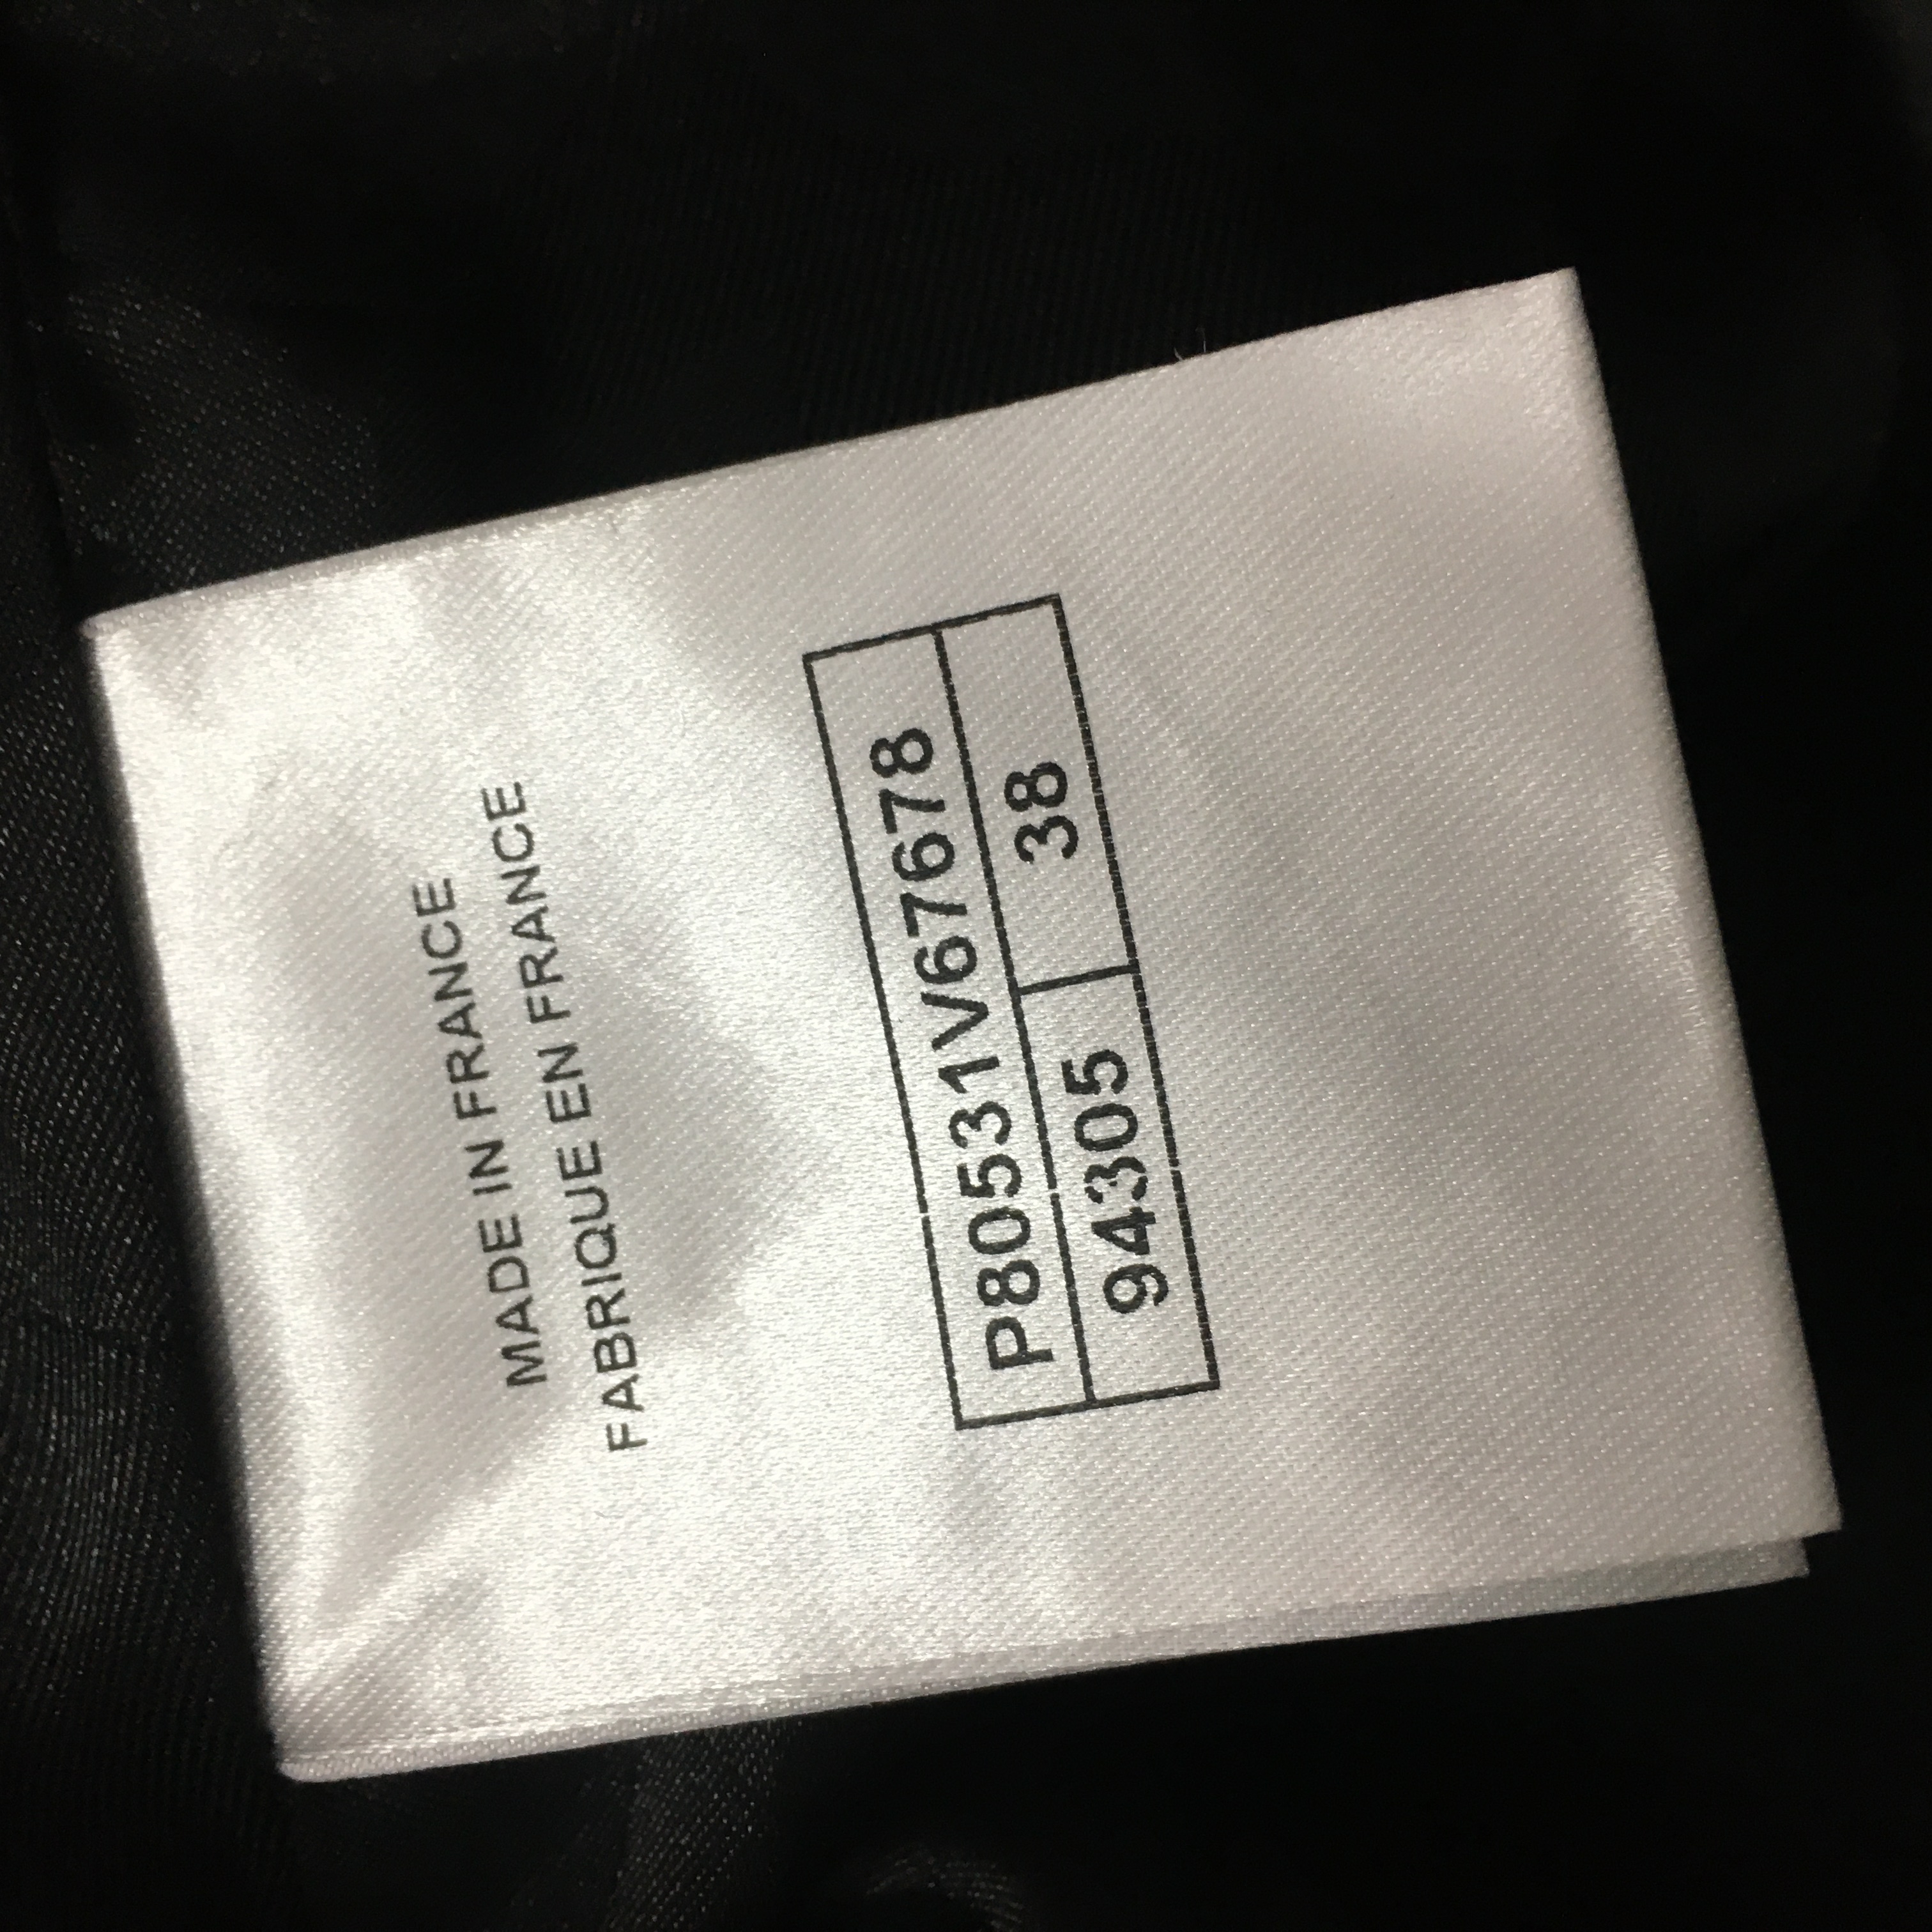 MADE IN FRANCE
FABRIQUE EN FRANCE
P80531V67678
94305 38